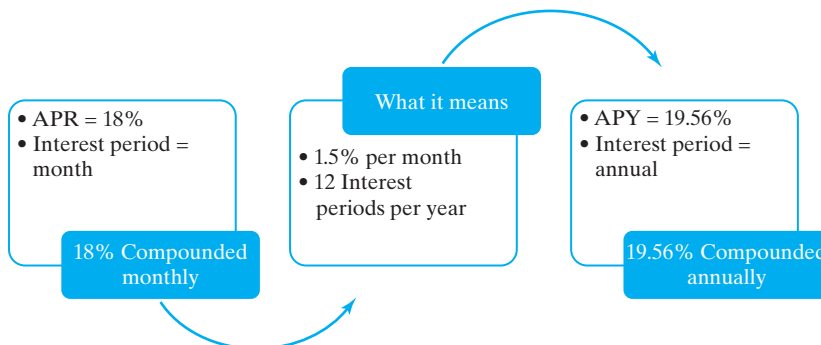 • APR = 18%
• Interest period =
month
18% Compounded
monthly
What it means
• 1.5% per month
• 12 Interest
periods per year
• APY = 19.56%
• Interest period =
annual
19.56% Compounded
annually